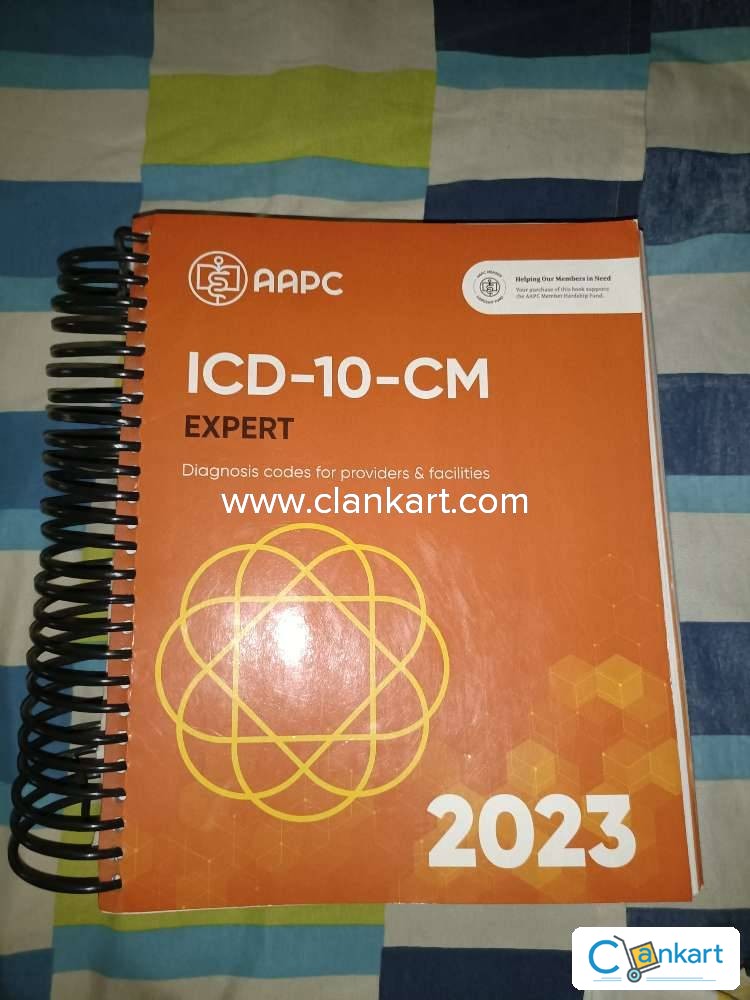 AAPC
Helping Our Members in Need
Your purchase of this book supports
the AAPC Member Hardship Fund.
ICD-10-CM
EXPERT
Diagnosis codes for providers & facilities
www.clankart.com
2023
Clankart